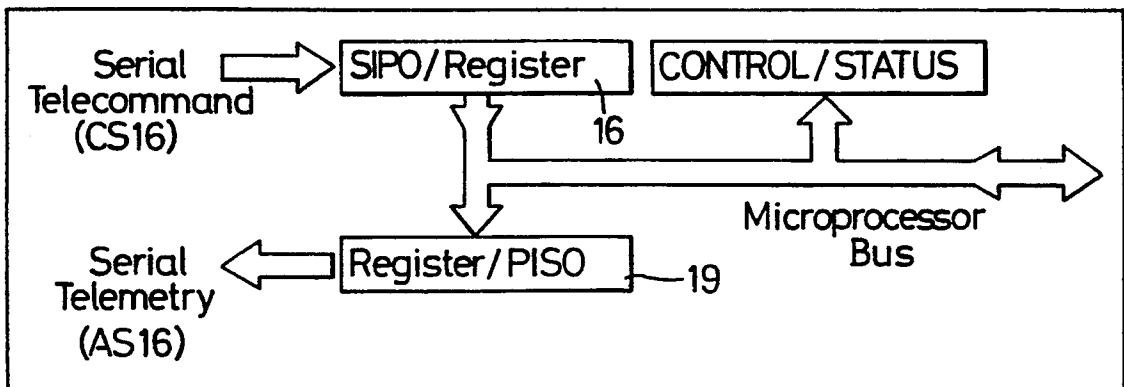 Serial
Telecommand
(CS16)
SIPO/Register
16
CONTROL/STATUS
Microprocessor
Bus
Serial
Telemetry
(AS16)
Register/PISO
19